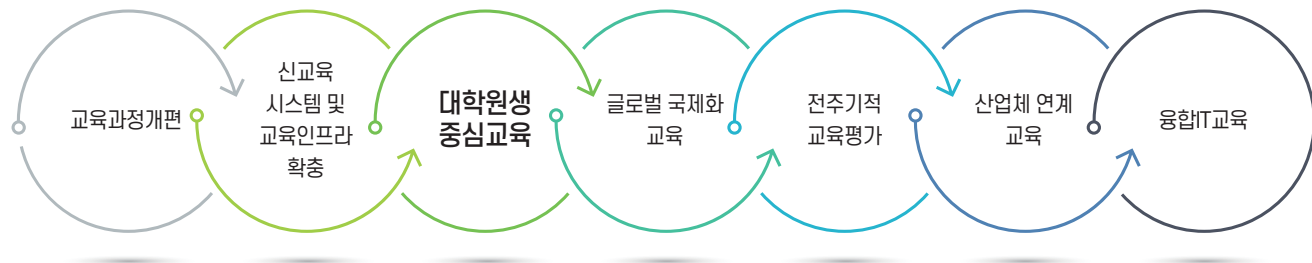 교육과정개편
신교육
시스템 및
교육인프라
확충
대학원생
중심교육
글로벌 국제화
교육
전주기적
교육평가
산업체 연계
교육
융합IT교육